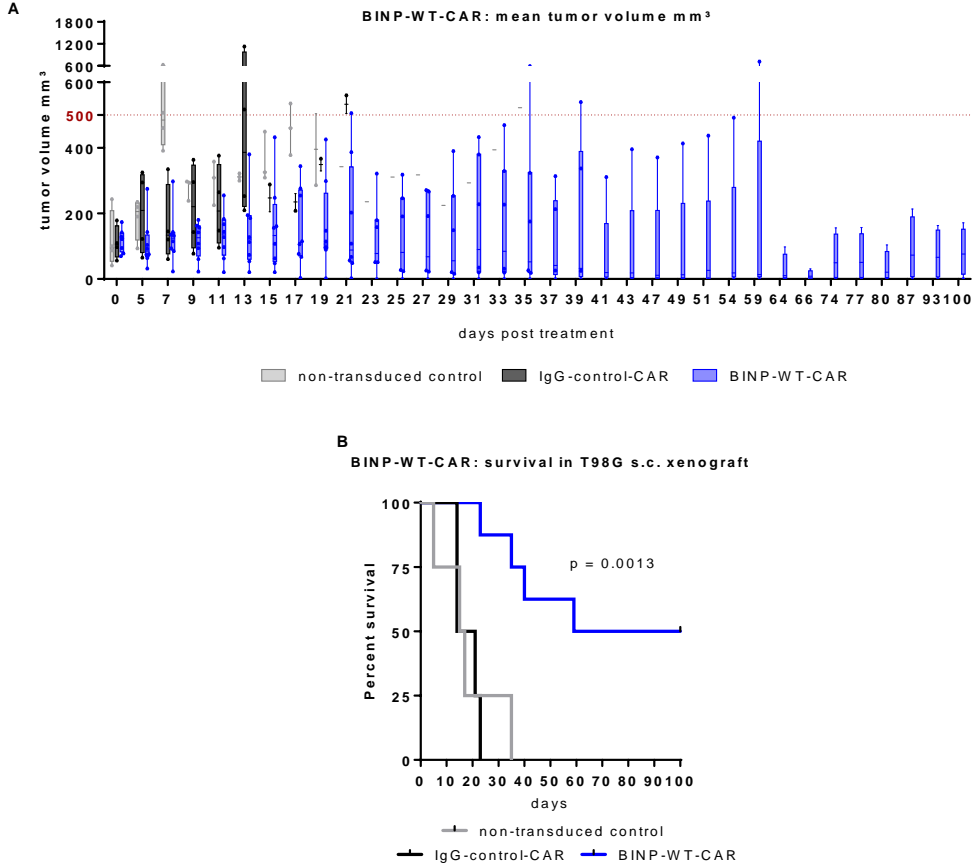 A
BINP-WT-CAR: mean tumor volume mm³
tumor volume mm³
1800
1200
600
600
500
400
200
0
0 5 7 9 11 13 15 17 19 21 23 25 27 29 31 33 35 37 39 41 43 47 49 51 54 59 64 66 74 77 80 87 93 100
days post treatment
non-transduced control IgG-control-CAR BINP-WT-CAR
B
BINP-WT-CAR: survival in T98G s.c. xenograft
Percent survival
100
75
50
25
0
p = 0.0013
0 10 20 30 40 50 60 70 80 90 100
days
non-transduced control
IgG-control-CAR BINP-WT-CAR